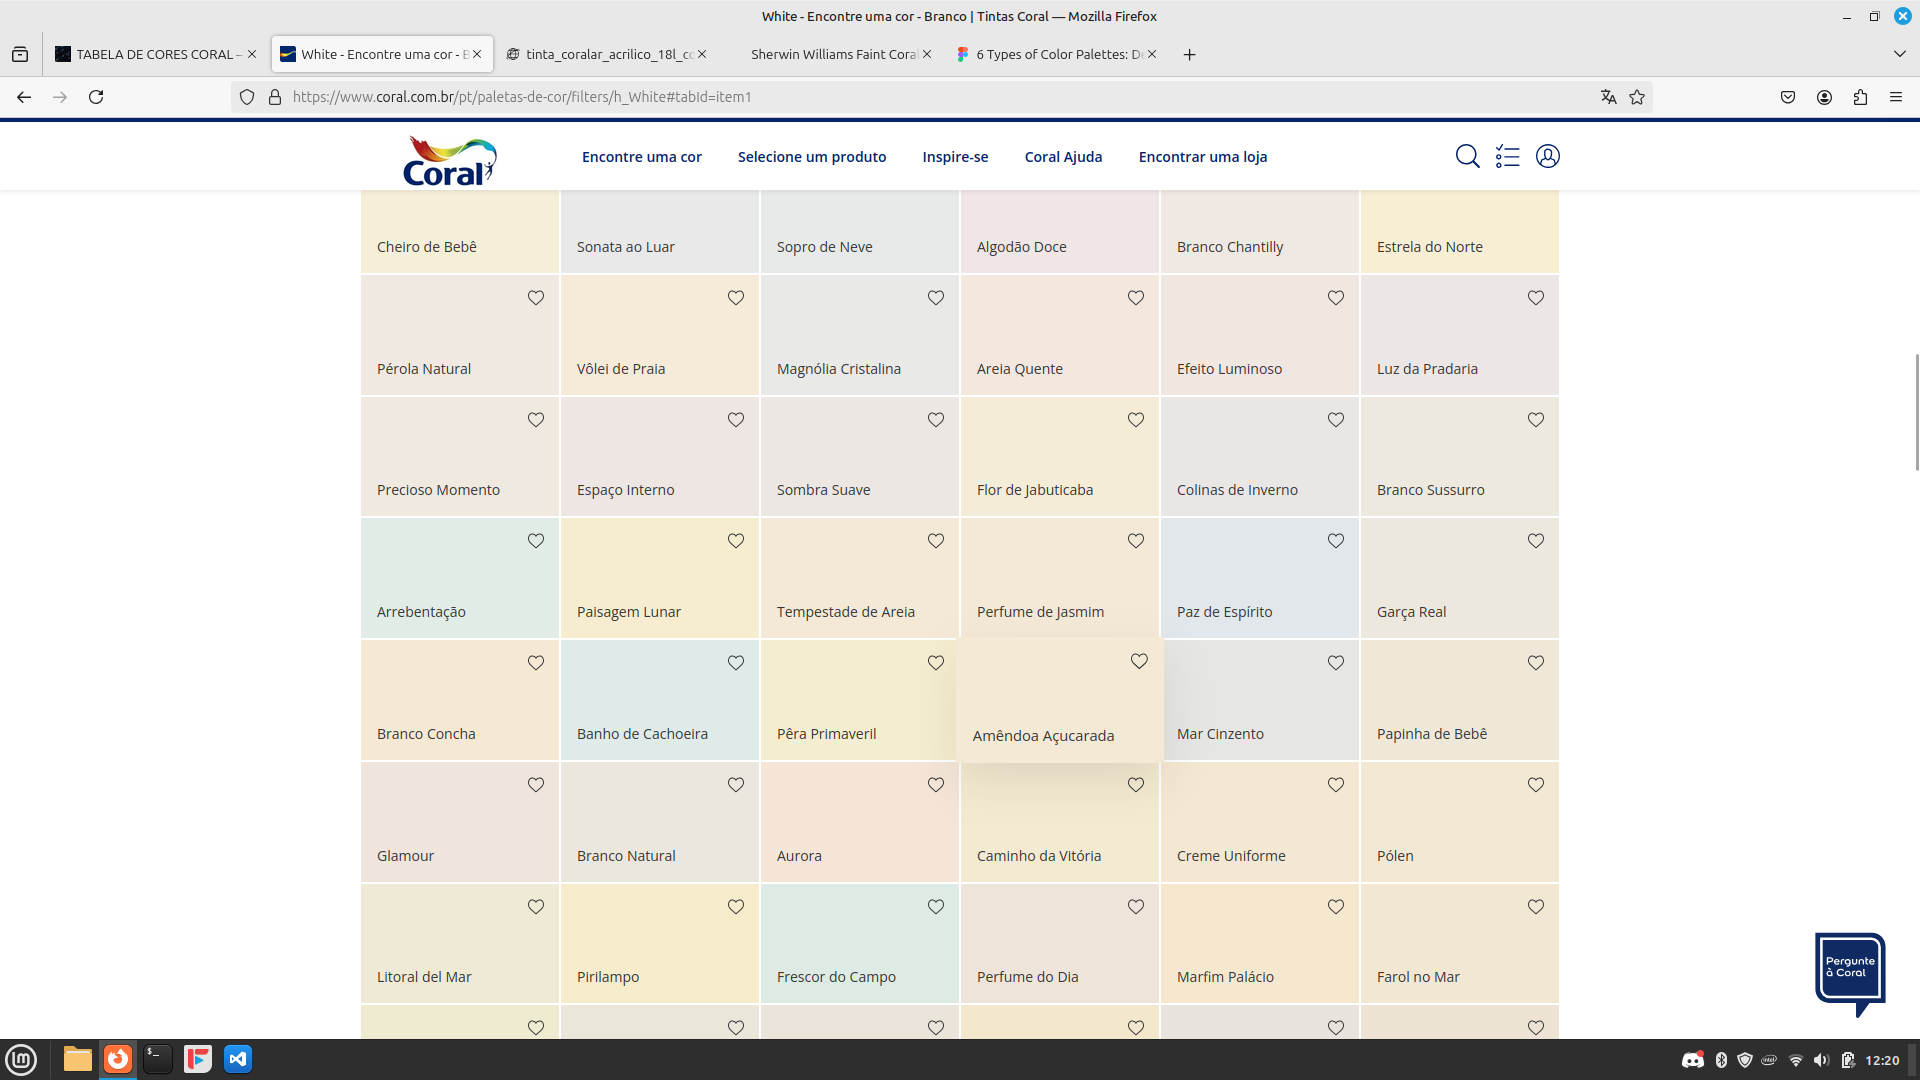 White - Encontre uma cor - Branco | Tintas Coral — Mozilla Firefox
TABELA DE CORES CORAL –
White - Encontre uma cor - B
tinta_coralar_acrilico_18l_co
Sherwin Williams Faint Coral
6 Types of Color Palettes: De
https://www.coral.com.br/pt/paletas-de-cor/filters/h_White#tabId=item1
Coral
Encontre uma cor
Selecione um produto
Inspire-se
Coral Ajuda
Encontrar uma loja
Cheiro de Bebê
Sonata ao Luar
Sopro de Neve
Algodão Doce
Branco Chantilly
Estrela do Norte
Pérola Natural
Vôlei de Praia
Magnólia Cristalina
Areia Quente
Efeito Luminoso
Luz da Pradaria
Precioso Momento
Espaço Interno
Sombra Suave
Flor de Jabuticaba
Colinas de Inverno
Branco Sussurro
Arrebentação
Paisagem Lunar
Tempestade de Areia
Perfume de Jasmim
Paz de Espírito
Garça Real
Branco Concha
Banho de Cachoeira
Pêra Primaveril
Amêndoa Açucarada
Mar Cinzento
Papinha de Bebê
Glamour
Branco Natural
Aurora
Caminho da Vitória
Creme Uniforme
Pólen
Litoral del Mar
Pirilampo
Frescor do Campo
Perfume do Dia
Marfim Palácio
Farol no Mar
Pergunte
à Coral
12:20